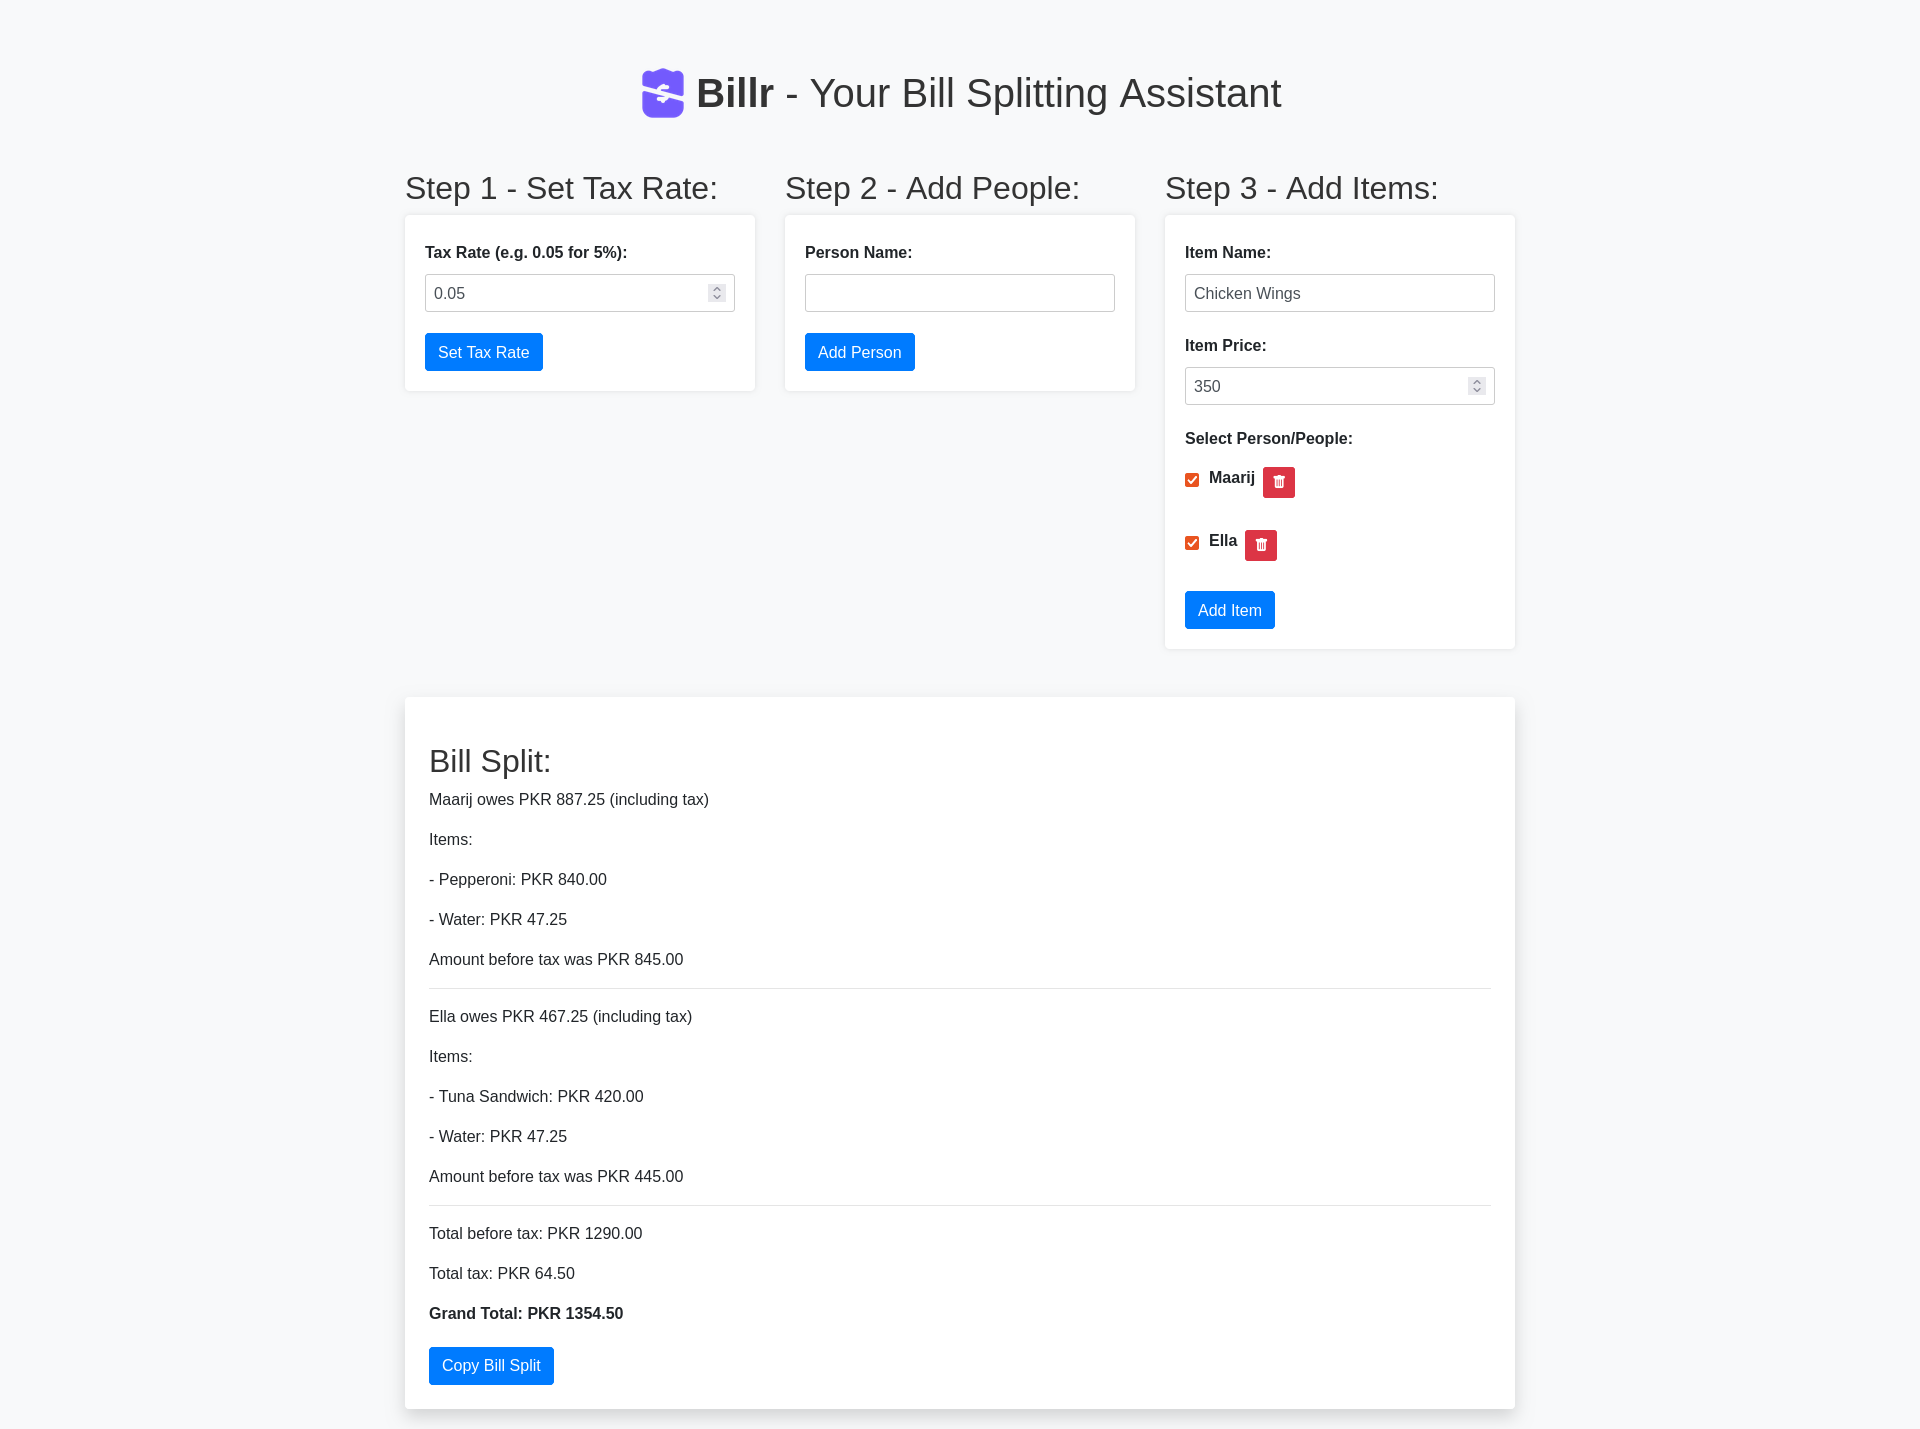 Billr - Your Bill Splitting Assistant
Step 1 - Set Tax Rate:
Tax Rate (e.g. 0.05 for 5%):
0.05
Set Tax Rate
Step 2 - Add People:
Person Name:
Add Person
Step 3 - Add Items:
Item Name:
Chicken Wings
Item Price:
350
Select Person/People:
Maarij
Ella
Add Item
Bill Split:
Maarij owes PKR 887.25 (including tax)
Items:
- Pepperoni: PKR 840.00
- Water: PKR 47.25
Amount before tax was PKR 845.00
Ella owes PKR 467.25 (including tax)
Items:
- Tuna Sandwich: PKR 420.00
- Water: PKR 47.25
Amount before tax was PKR 445.00
Total before tax: PKR 1290.00
Total tax: PKR 64.50
Grand Total: PKR 1354.50
Copy Bill Split